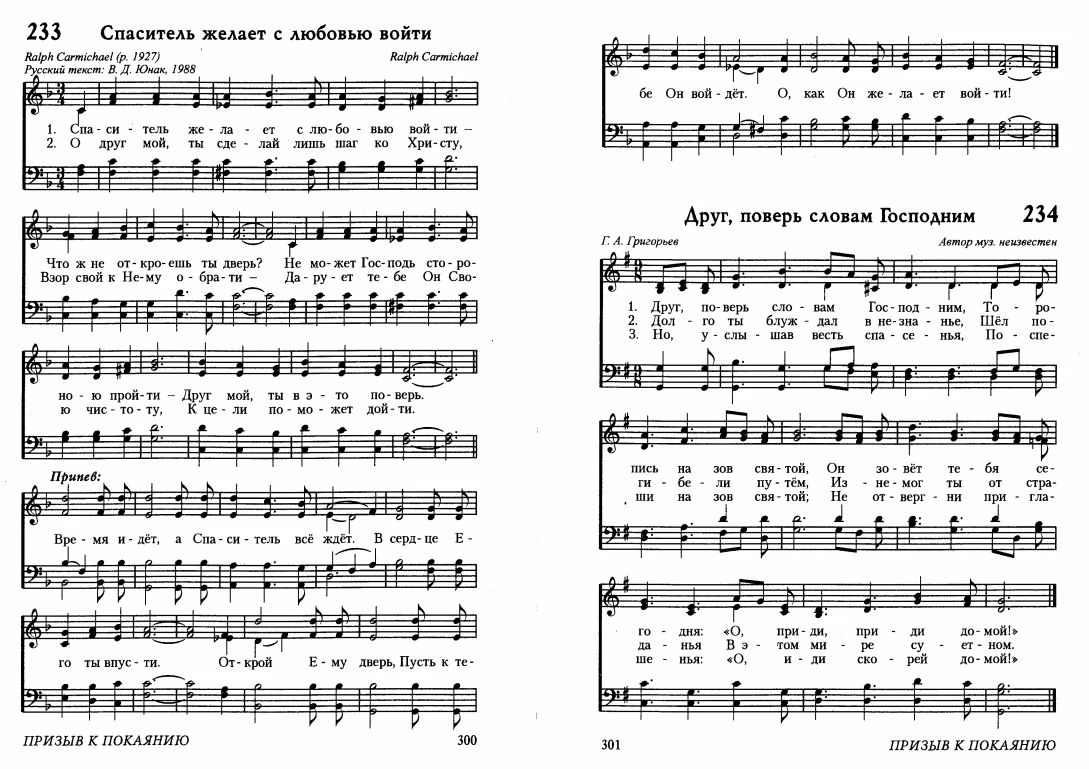 233 Спаситель желает с любовью войти
Ralph Carmichael (р. 1927) Ralph Carmichael
Русский текст: В. Д. Юнак, 1988
1. Спа - си - тель же - ла - ет с лю - бо - вью вой - ти –
2. О друг мой, ты сде - лай лишь шаг ко Хри - сту,
Что ж не от - кро - ешь ты дверь? Не мо - жет Гос - подь сто - ро-
Взор свой к Не - му о - бра - ти – Да - ру - ет те - бе Он Сво-
но - ю прой - ти – Друг мой, ты в э - то по - верь.
ю чис - то - ту, К це - ли по - мо - жет дой - ти.
Припев:
Вре - мя и - дёт, а Спа - си - тель всё ждёт. В серд - це Е -
го ты впус - ти. От - крой Е - му дверь, Пусть к те-
ПРИЗЫВ К ПОКАЯНИЮ 300
бе Он вой - дёт. О, как Он же - ла - ет вой - ти!
Друг, поверь словам Господним 234
Г. А. Григорьев Автор муз. неизвестен
1. Друг, по - верь сло - вам Гос - под - ним, То - ро-
2. Дол - го ты блуж - дал в не - зна - нье, Шёл по-
3. Но, у - слы - шав весть спа - се - нья, По - спе-
пись на зов свя - той, Он зо - вёт те - бя се-
ги - бе - ли пу - тём, Из - не - мог ты от стра-
ши на зов свя - той; Не от - верг - ни при - гла-
го - дня: «О, при - ди, при - ди до - мой!»
да - нья В э - том ми - ре су - ет - ном.
ше - нья: «О, и - ди ско - рей до - мой!»
301 ПРИЗЫВ К ПОКАЯНИЮ